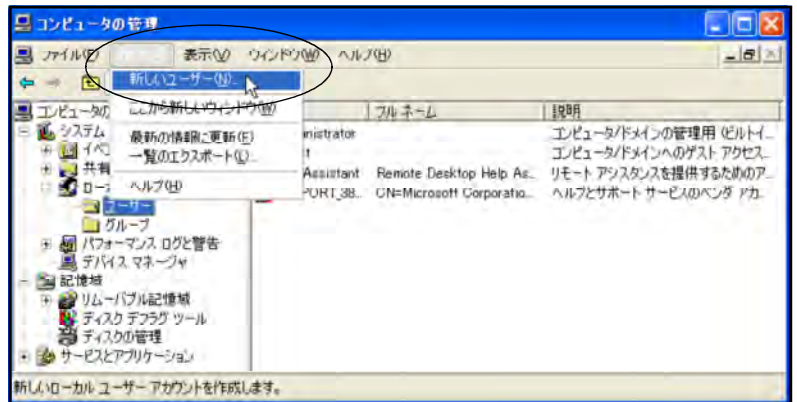 コンピュータの管理
ファイル(F) 表示(V) ウィンドウ(W) ヘルプ(H)
新しいユーザー(N)...
ここから新しいウィンドウ(W)
最新の情報に更新(F)
一覧のエクスポート(L)...
ヘルプ(H)
コンピュータの
システム
イベ
共有
ロー
ユーザー
グループ
パフォーマンス ログと警告
デバイス マネージャ
記憶域
リムーバブル記憶域
ディスク デフラグ ツール
ディスクの管理
サービスとアプリケーション
フル ネーム 説明
inistrator コンピュータ/ドメインの管理用 (ビルトイ...
t コンピュータ/ドメインへのゲスト アクセス...
Assistant Remote Desktop Help As... リモート アシスタンスを提供するためのア...
PORT_38... CN=Microsoft Corporatio... ヘルプとサポート サービスのベンダ アカ...
新しいローカル ユーザー アカウントを作成します。